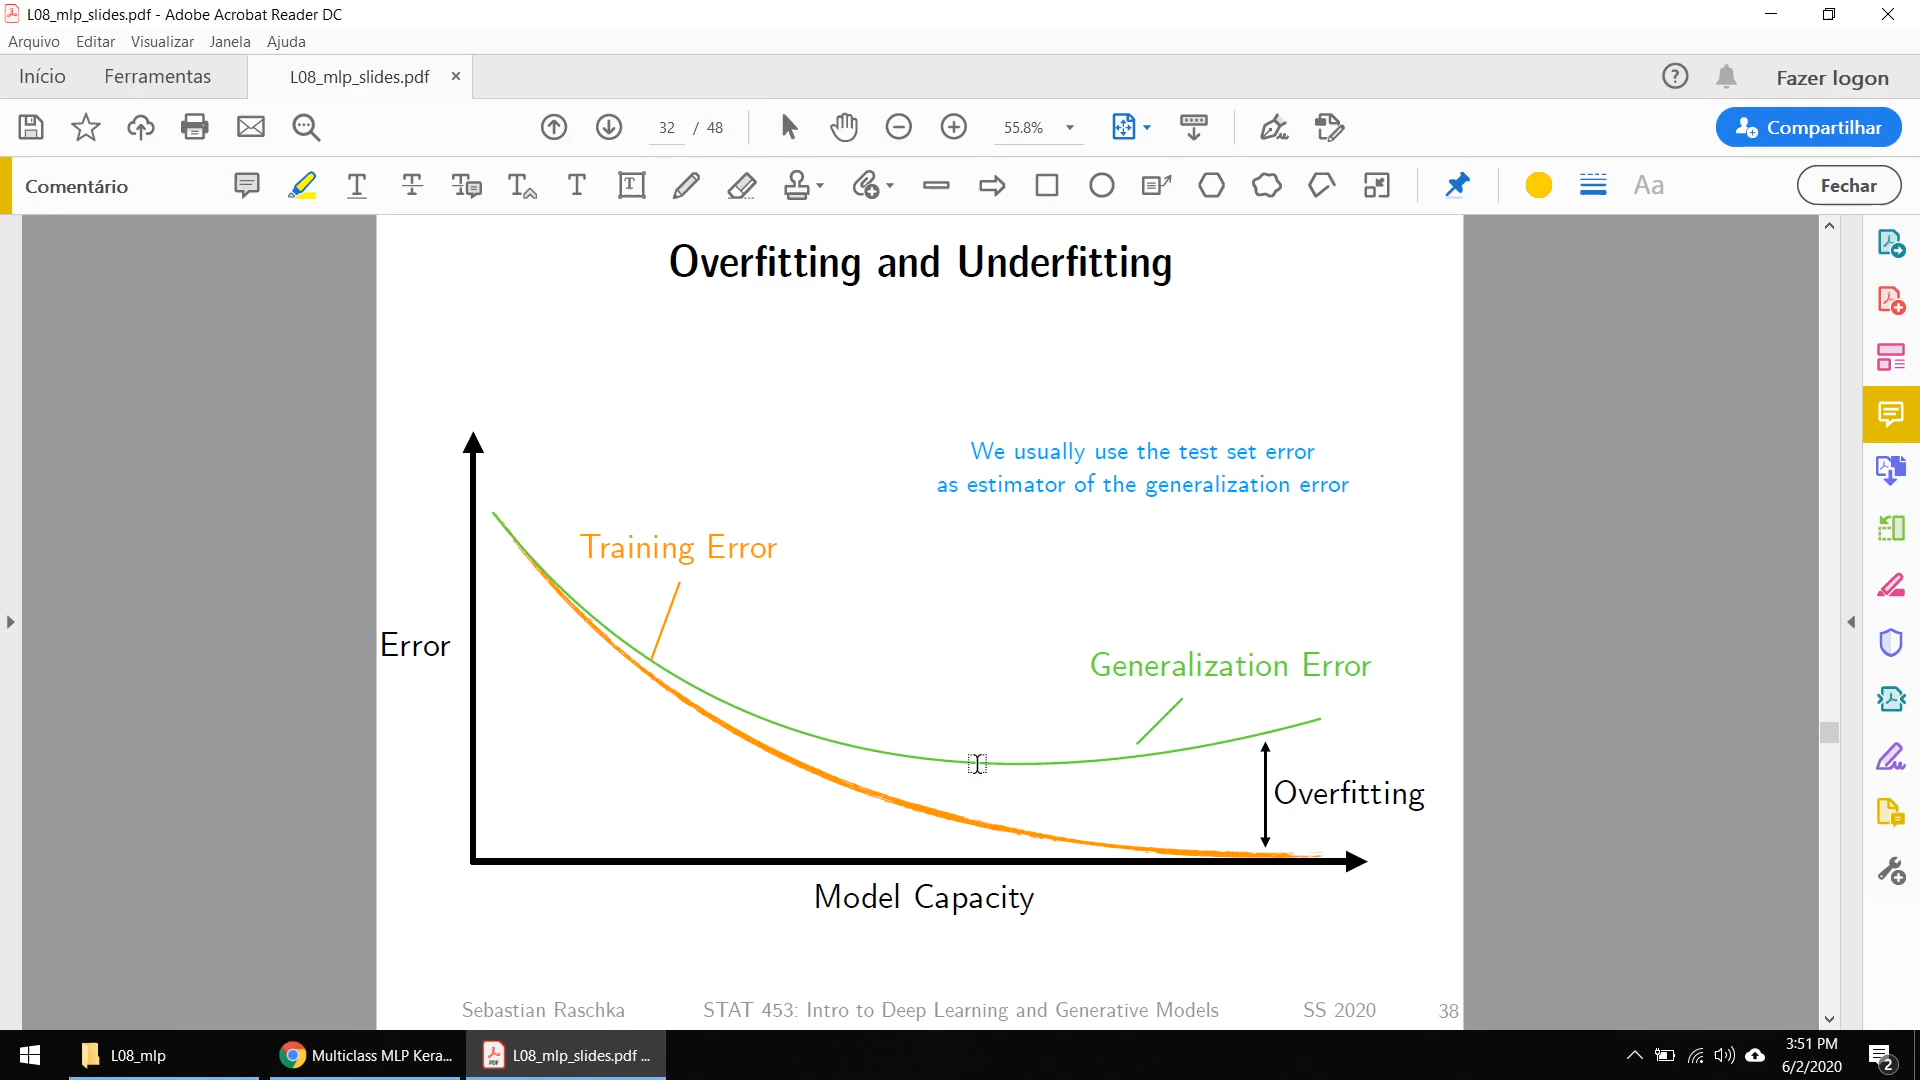 L08_mlp_slides.pdf - Adobe Acrobat Reader DC
Arquivo Editar Visualizar Janela Ajuda
Início Ferramentas L08_mlp_slides.pdf × Fazer logon
32 / 48 55.8% Compartilhar
Comentário Aa Fechar
Overfitting and Underfitting
We usually use the test set error
as estimator of the generalization error
Training Error
Error
Generalization Error
Overfitting
Model Capacity
Sebastian Raschka STAT 453: Intro to Deep Learning and Generative Models SS 2020 38
L08_mlp Multiclass MLP Kera... L08_mlp_slides.pdf ... 3:51 PM
6/2/2020 2